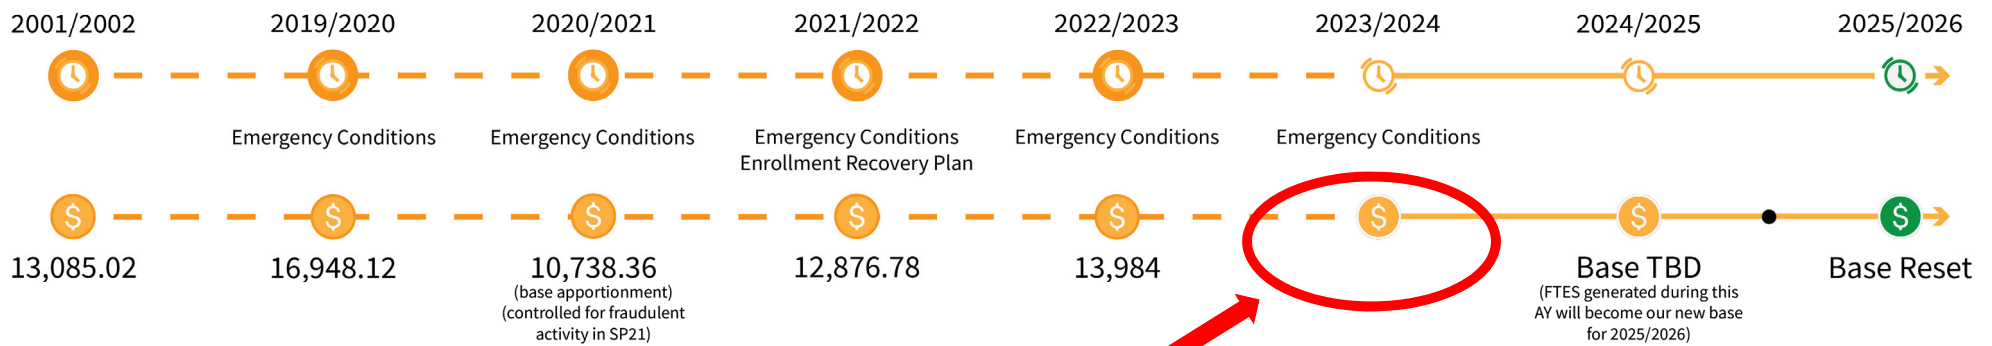 2001/2002 2019/2020 2020/2021 2021/2022 2022/2023 2023/2024 2024/2025 2025/2026
Emergency Conditions Emergency Conditions Emergency Conditions Emergency Conditions Emergency Conditions
Enrollment Recovery Plan
$ $ $ $ $ $ $ $
13,085.02 16,948.12 10,738.36 12,876.78 13,984 Base TBD Base Reset
(base apportionment) (FTES generated during this
(controlled for fraudulent AY will become our new base
activity in SP21) for 2025/2026)